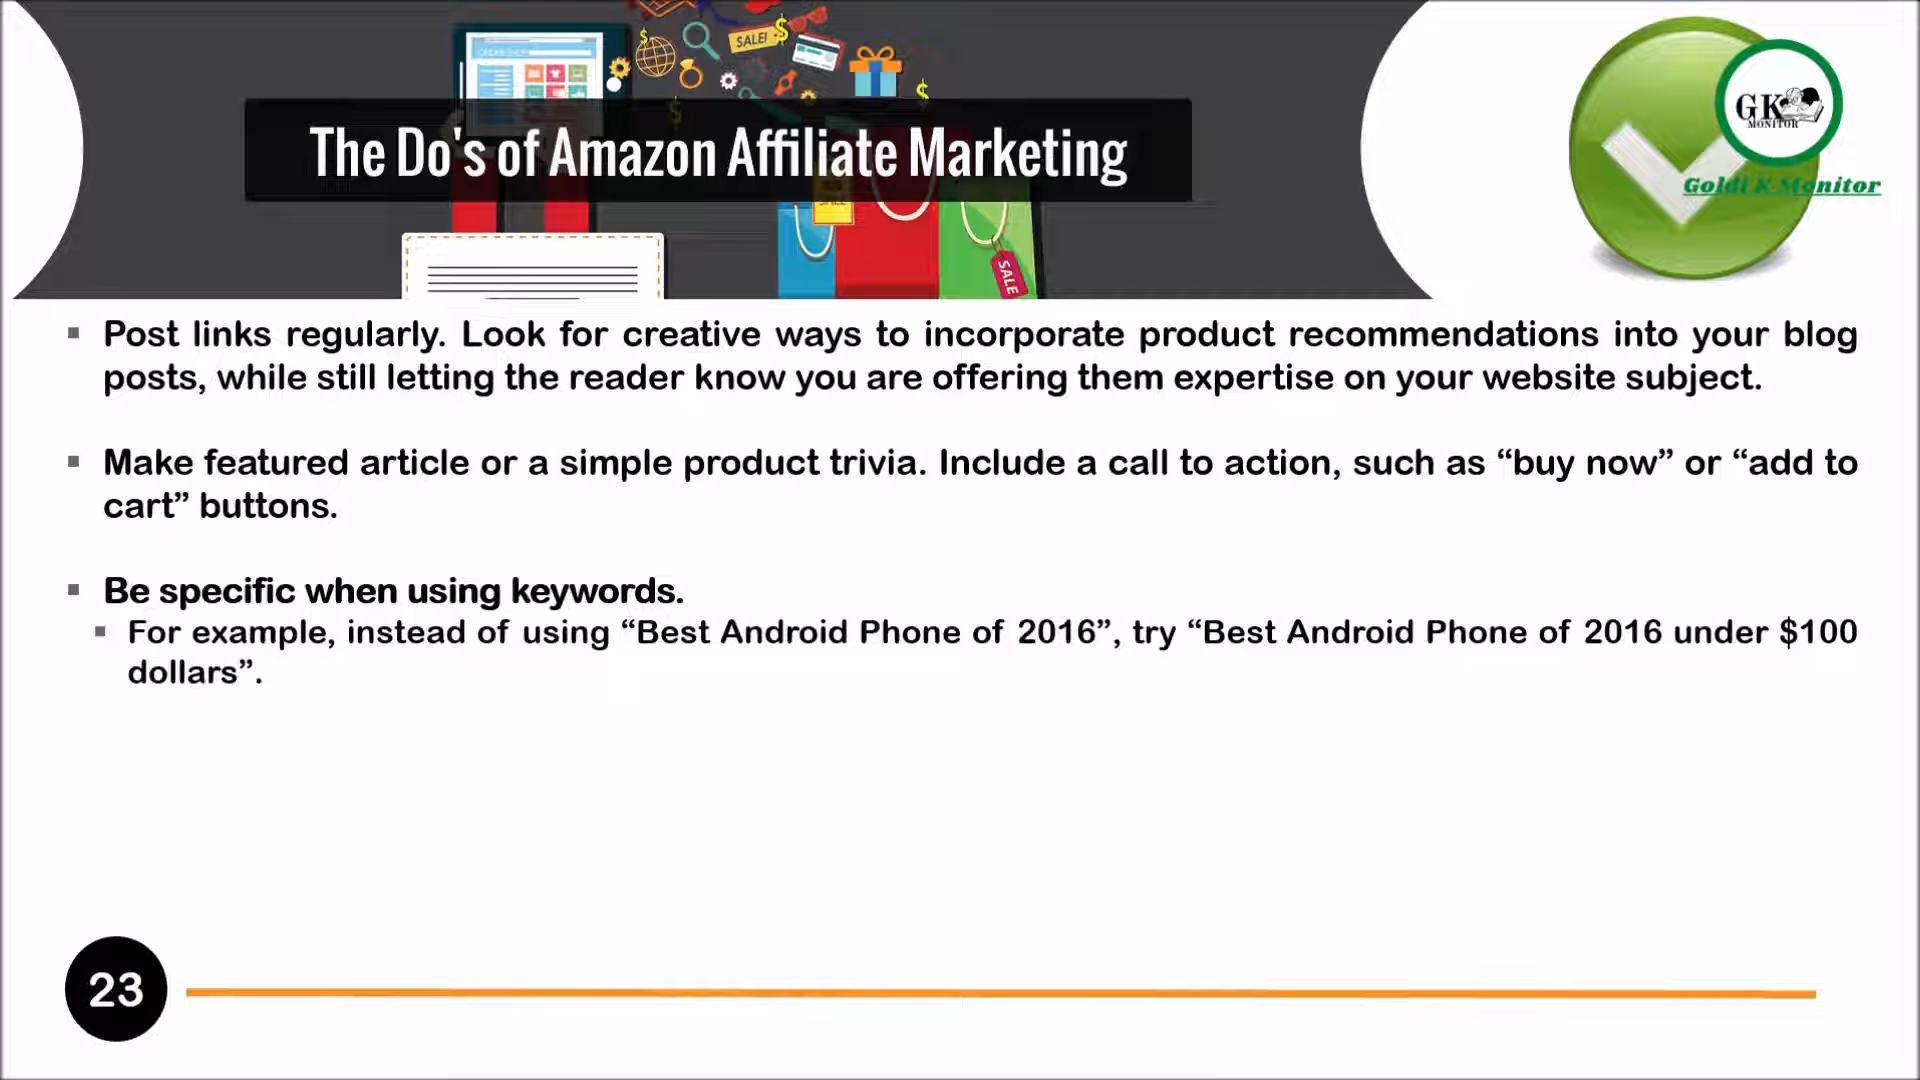 SALE!
The Do's of Amazon Affiliate Marketing
GK
MONITOR
Goldi K Monitor
SALE
SALE
Post links regularly. Look for creative ways to incorporate product recommendations into your blog
posts, while still letting the reader know you are offering them expertise on your website subject.
Make featured article or a simple product trivia. Include a call to action, such as “buy now” or “add to
cart” buttons.
Be specific when using keywords.
For example, instead of using “Best Android Phone of 2016”, try “Best Android Phone of 2016 under $100
dollars”.
23